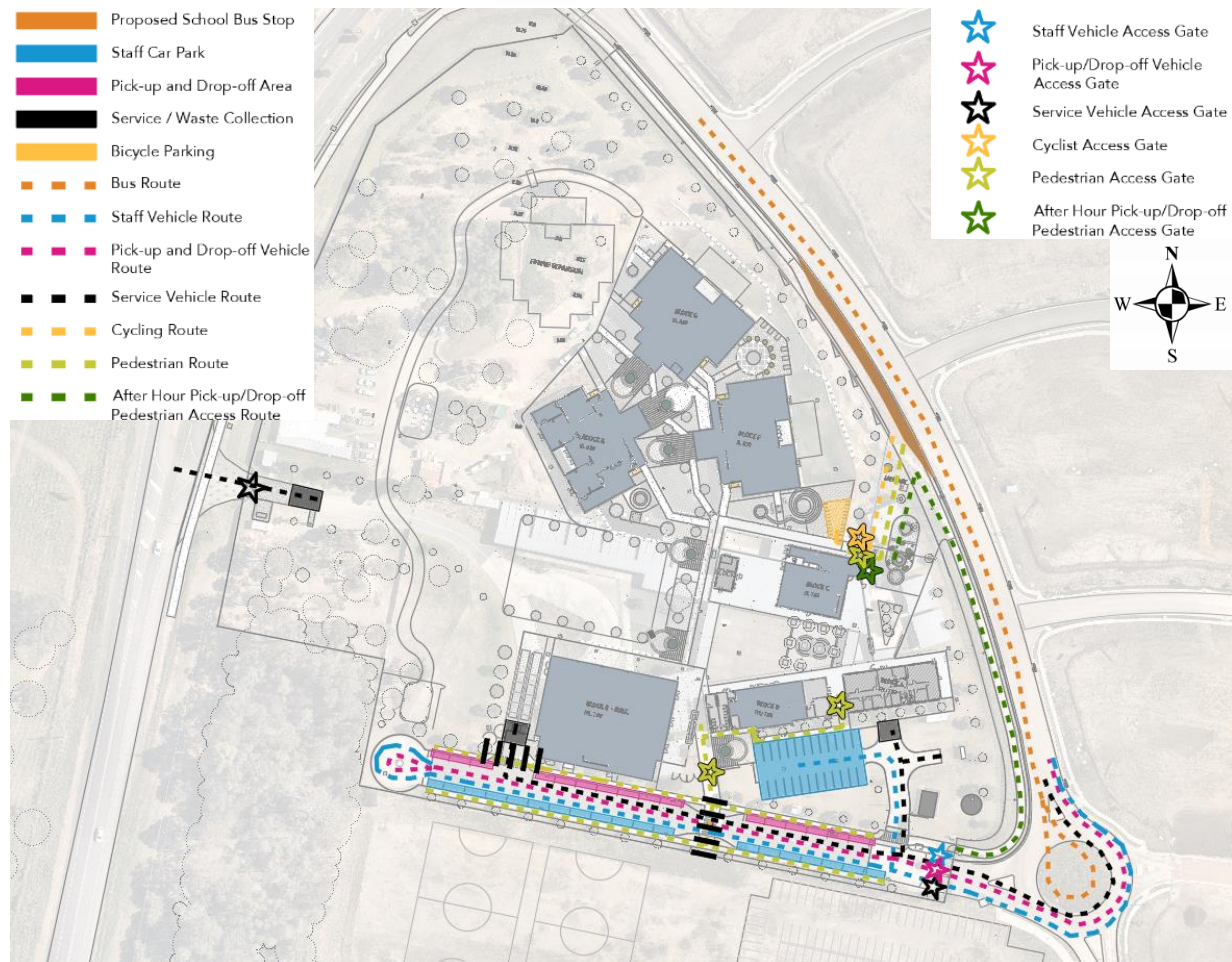 Proposed School Bus Stop
Staff Car Park
Pick-up and Drop-off Area
Service / Waste Collection
Bicycle Parking
Bus Route
Staff Vehicle Route
Pick-up and Drop-off Vehicle
Route
Service Vehicle Route
Cycling Route
Pedestrian Route
After Hour Pick-up/Drop-off
Pedestrian Access Route
Staff Vehicle Access Gate
Pick-up/Drop-off Vehicle
Access Gate
Service Vehicle Access Gate
Cyclist Access Gate
Pedestrian Access Gate
After Hour Pick-up/Drop-off
Pedestrian Access Gate
N
W
E
S